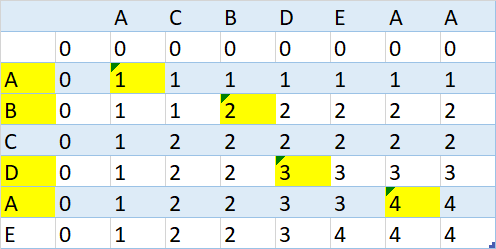 A C B D E A A
0 0 0 0 0 0 0 0
A 0 1 1 1 1 1 1 1
B 0 1 1 2 2 2 2 2
C 0 1 2 2 2 2 2 2
D 0 1 2 2 3 3 3 3
A 0 1 2 2 3 3 4 4
E 0 1 2 2 3 4 4 4